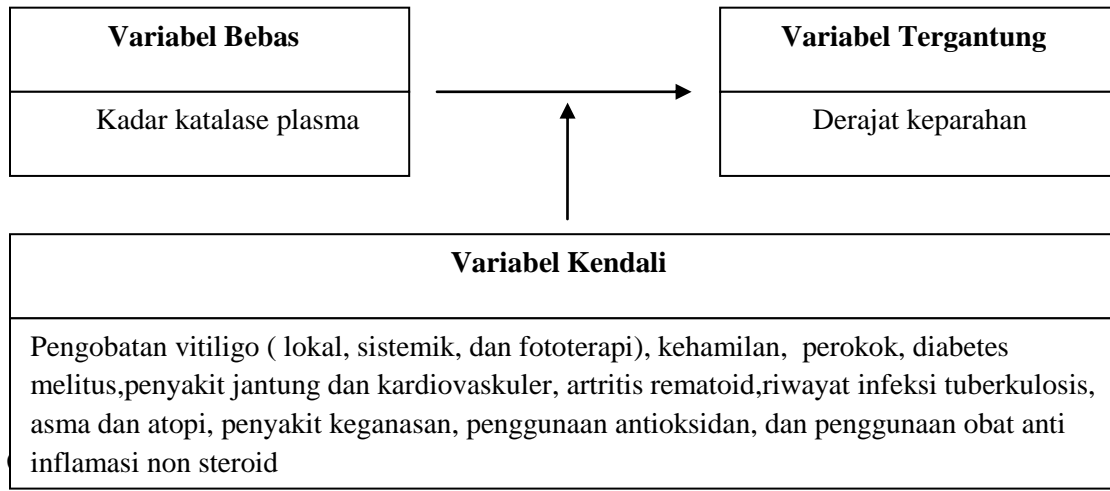 Variabel Bebas
Kadar katalase plasma
Variabel Tergantung
Derajat keparahan
Variabel Kendali
Pengobatan vitiligo ( lokal, sistemik, dan fototerapi), kehamilan, perokok, diabetes
melitus,penyakit jantung dan kardiovaskuler, artritis rematoid,riwayat infeksi tuberkulosis,
asma dan atopi, penyakit keganasan, penggunaan antioksidan, dan penggunaan obat anti
inflamasi non steroid